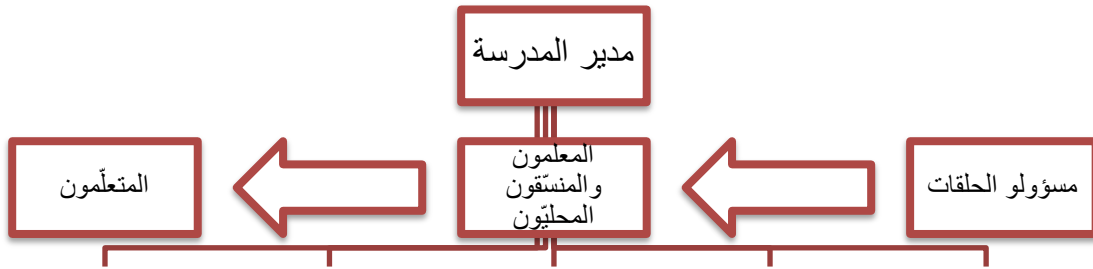 مدير المدرسة
مسؤولو الحلقات
المعلمون
والمنسّقون
المحليّون
المتعلّمون